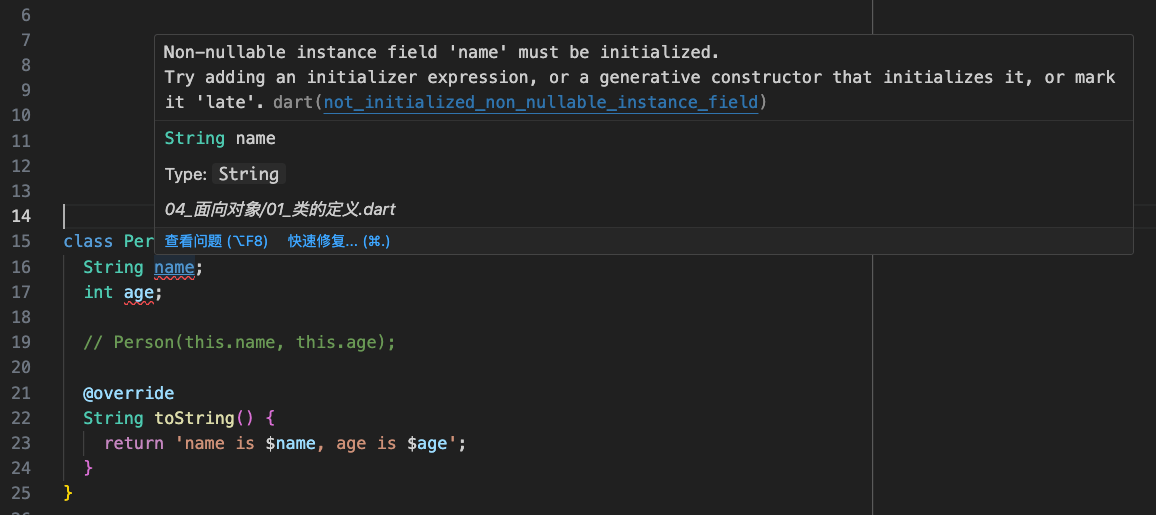 6
7
8
9
10
11
12
13
14
Non-nullable instance field 'name' must be initialized.
Try adding an initializer expression, or a generative constructor that initializes it, or mark
it 'late'. dart(not_initialized_non_nullable_instance_field)
String name
Type: String
04_面向对象/01_类的定义.dart
查看问题 (⌥F8) 快速修复... (⌘.)
15 class Per
16 String name;
17 int age;
18
19 // Person(this.name, this.age);
20
21 @override
22 String toString() {
23 return 'name is $name, age is $age';
24 }
25 }